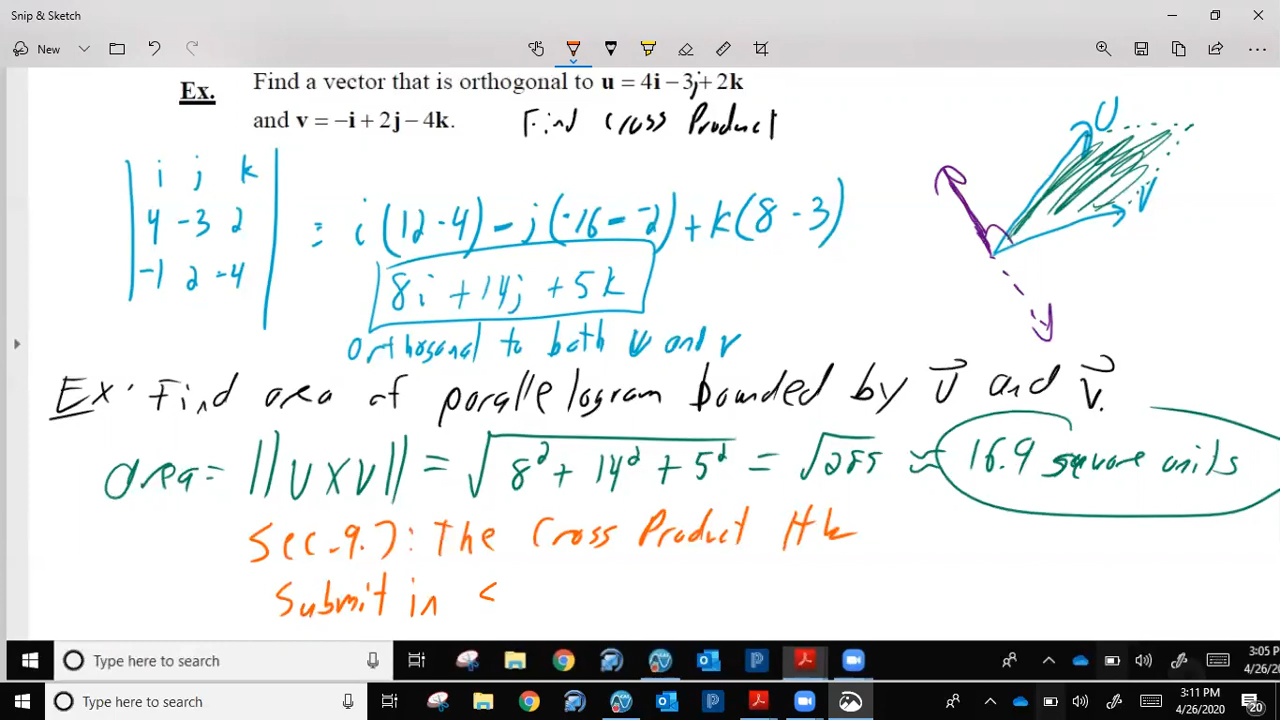 Snip & Sketch
New
Ex. Find a vector that is orthogonal to u = 4i − 3j + 2k
and v = −i + 2j − 4k. Find Cross Product
U
V
i j k
4 -3 2
-1 2 -4
= i(12 - 4) - j(-16 - -2) + k(8 - 3)
8i + 14j + 5k
Orthogonal to both U and V
Ex: Find area of parallelogram bounded by U and V.
area = ||U x V|| = √8² + 14² + 5² = √285 ≈ 16.9 square units
Sec. 9.7: The Cross Product Hk
Submit in
Type here to search
3:05 PM
4/26/2020
Type here to search
3:11 PM
4/26/2020
20